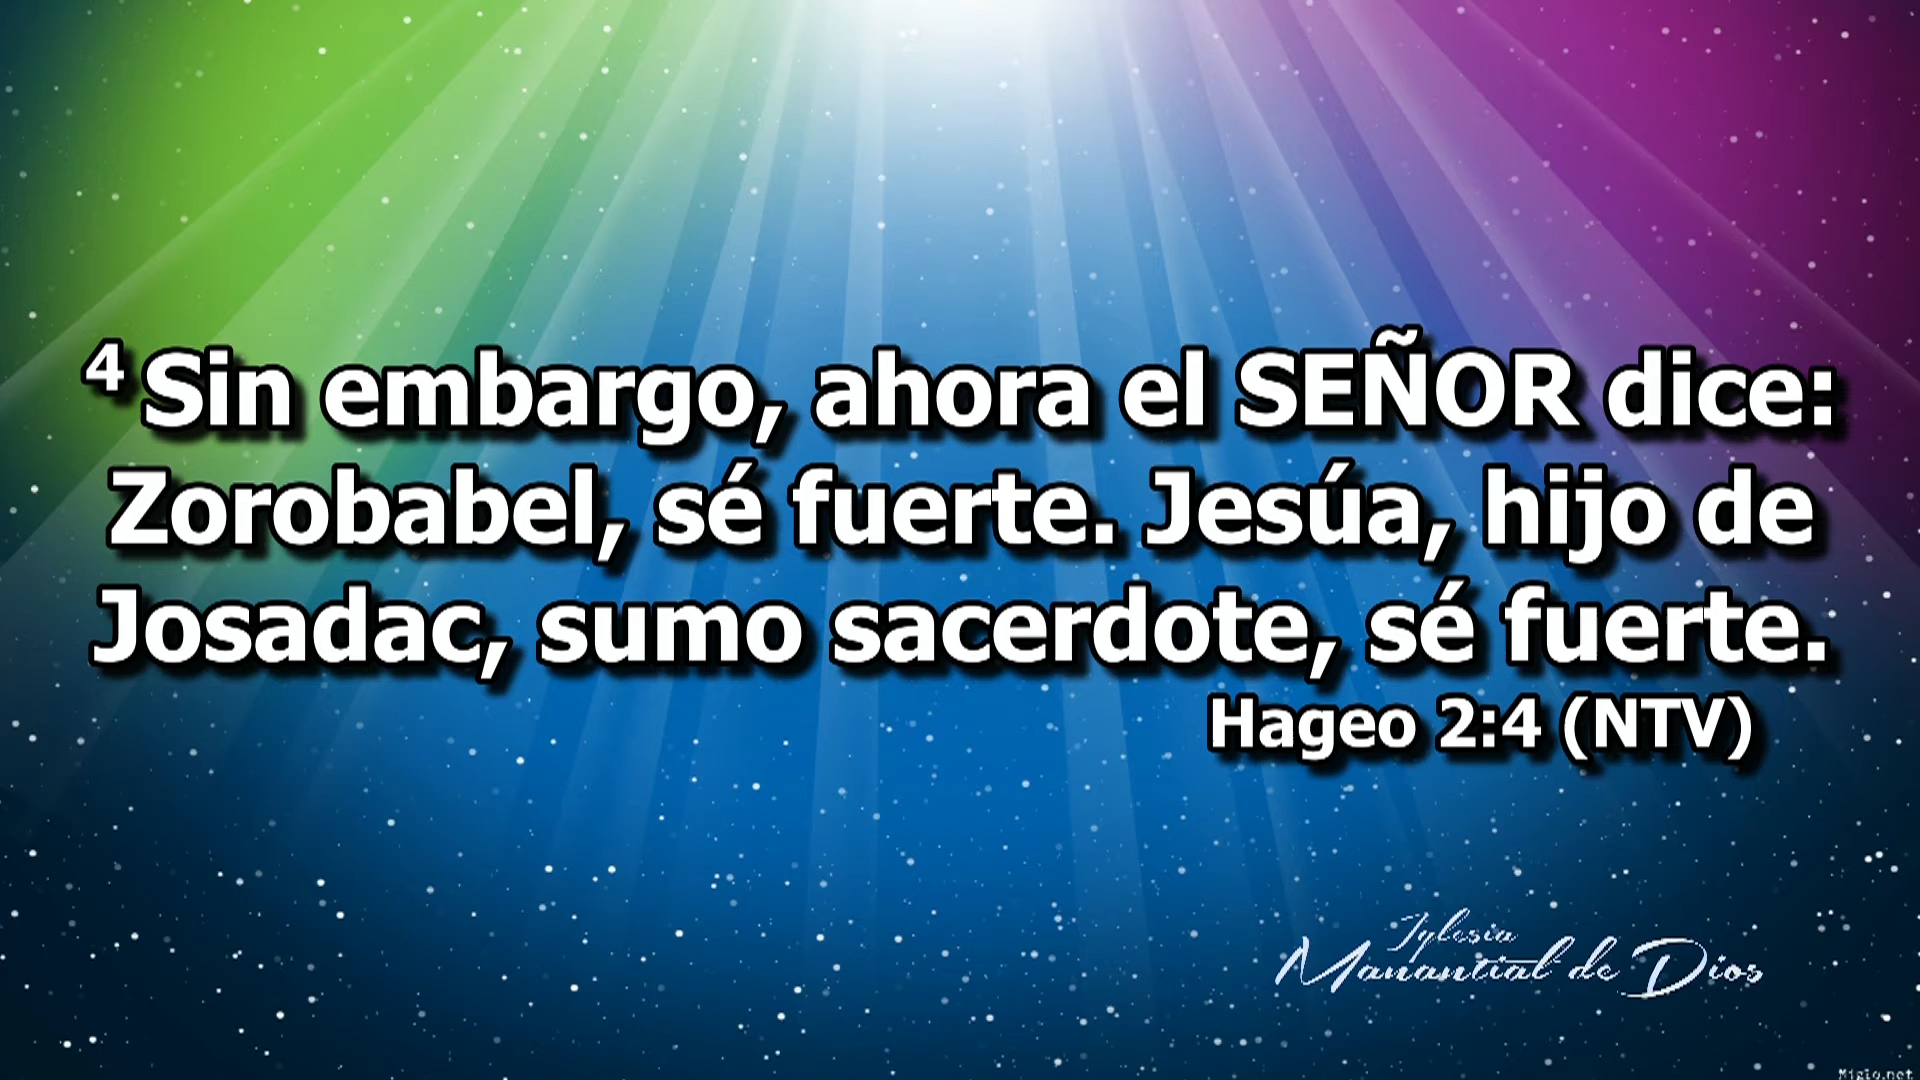 4 Sin embargo, ahora el SEÑOR dice:
Zorobabel, sé fuerte. Jesúa, hijo de
Josadac, sumo sacerdote, sé fuerte.
Hageo 2:4 (NTV)
Iglesia
Manantial de Dios